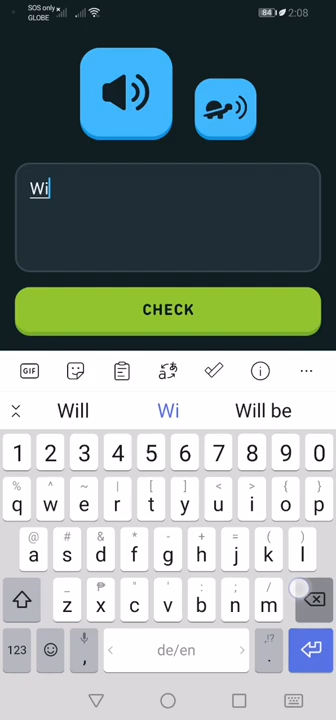 SOS only
GLOBE
84 2:08
Wi
CHECK
GIF
Will Wi Will be
1 2 3 4 5 6 7 8 9 0
% ^ ~ | [ ] < > { }
q w e r t y u i o p
@ # & * - + = ( )
a s d f g h j k l
_ ₱ " ' : ; /
z x c v b n m
123 , de/en ,!? .